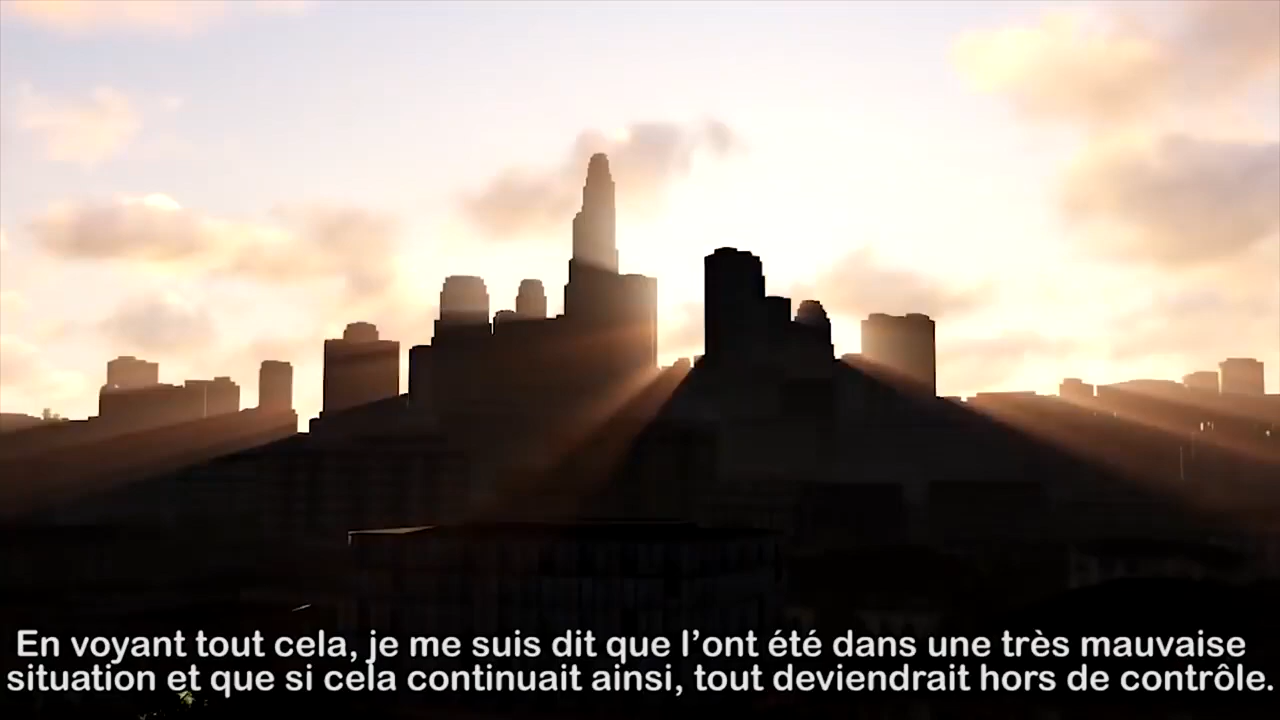 En voyant tout cela, je me suis dit que l’ont été dans une très mauvaise
situation et que si cela continuait ainsi, tout deviendrait hors de contrôle.